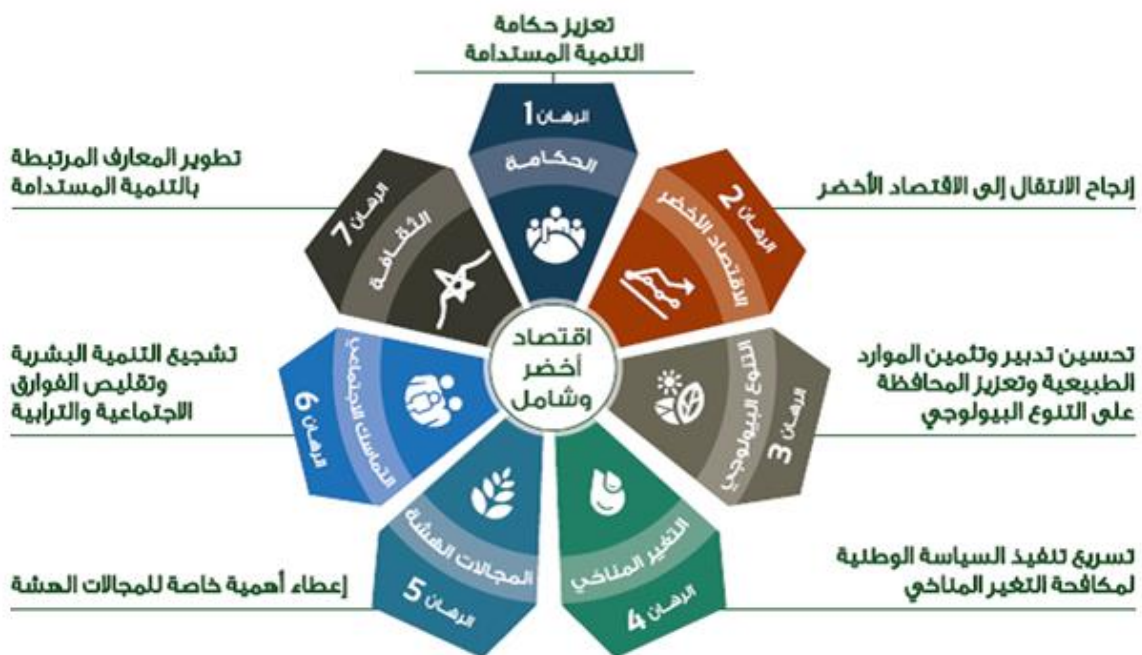 تعزيز حكامة
التنمية المستدامة
الرهان 1
الحكامة
إنجاح الانتقال إلى الاقتصاد الأخضر
الرهان 2
الاقتصاد الأخضر
تحسين تدبير وتثمين الموارد
الطبيعية وتعزيز المحافظة
على التنوع البيولوجي
الرهان 3
التنوع البيولوجي
تسريع تنفيذ السياسة الوطنية
لمكافحة التغير المناخي
الرهان 4
التغير المناخي
إعطاء أهمية خاصة للمجالات الهشة
الرهان 5
المجالات الهشة
تشجيع التنمية البشرية
وتقليص الفوارق
الاجتماعية والترابية
الرهان 6
التماسك الاجتماعي
تطوير المعارف المرتبطة
بالتنمية المستدامة
الرهان 7
الثقافة
اقتصاد
أخضر
وشامل